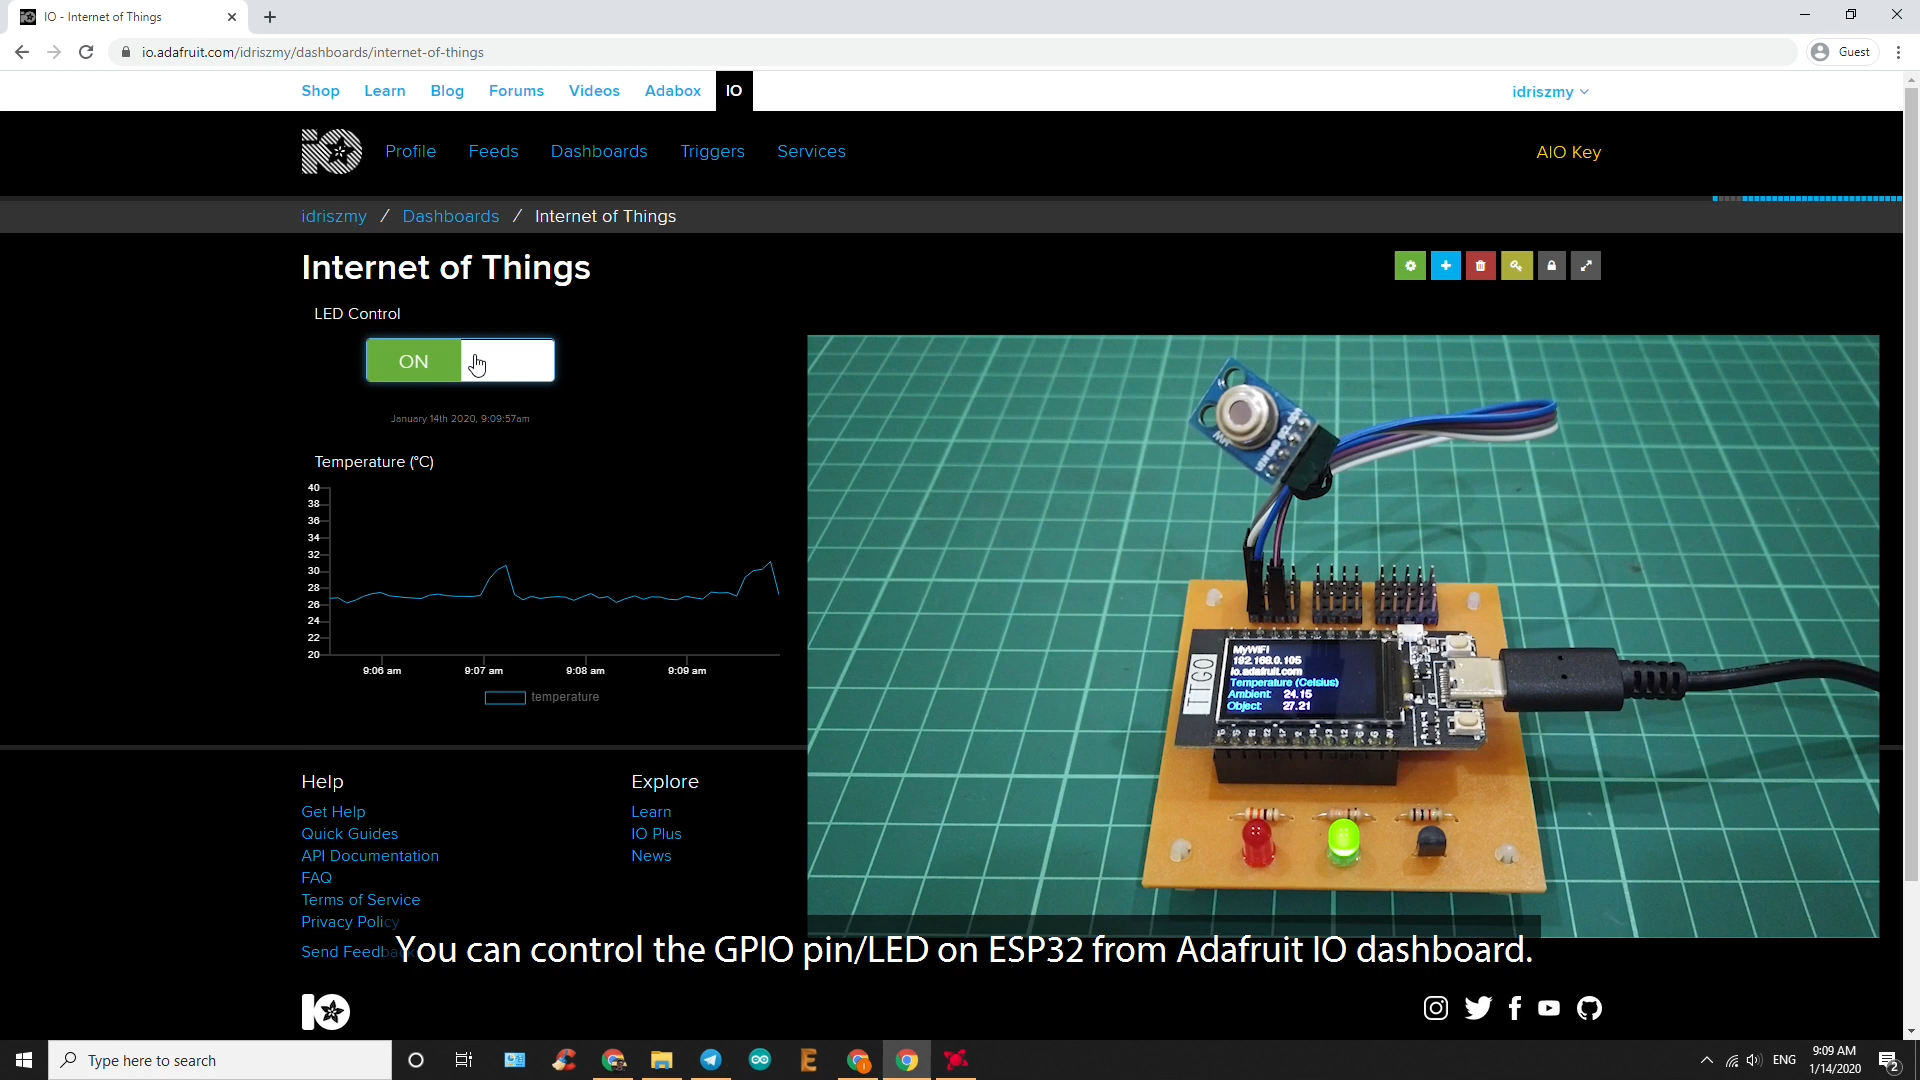 IO - Internet of Things
io.adafruit.com/idriszmy/dashboards/internet-of-things
Guest
Shop Learn Blog Forums Videos Adabox IO
idriszmy
Profile Feeds Dashboards Triggers Services
AIO Key
idriszmy / Dashboards / Internet of Things
Internet of Things
LED Control
ON
January 14th 2020, 9:09:57am
Temperature (°C)
40
38
36
34
32
30
28
26
24
22
20
9:06 am 9:07 am 9:08 am 9:09 am
temperature
TTGO
MyWiFi
192.168.0.105
io.adafruit.com
Temperature (Celsius)
Ambient: 24.15
Object: 27.21
Help
Get Help
Quick Guides
API Documentation
FAQ
Terms of Service
Privacy Policy
Send Feedback
Explore
Learn
IO Plus
News
You can control the GPIO pin/LED on ESP32 from Adafruit IO dashboard.
Type here to search
ENG
9:09 AM
1/14/2020
2